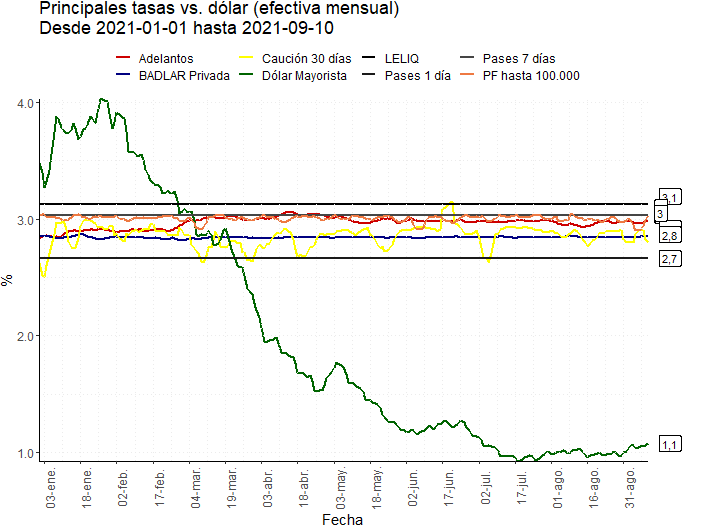 Principales tasas vs. dólar (efectiva mensual)
Desde 2021-01-01 hasta 2021-09-10
Adelantos Caución 30 días LELIQ Pases 7 días
BADLAR Privada Dólar Mayorista Pases 1 día PF hasta 100.000
4.0
3.0
2.0
1.0
%
3,1
3
2,8
2,7
1,1
03-ene.
18-ene.
02-feb.
17-feb.
04-mar.
19-mar.
03-abr.
18-abr.
03-may.
18-may.
02-jun.
17-jun.
02-jul.
17-jul.
01-ago.
16-ago.
31-ago.
Fecha